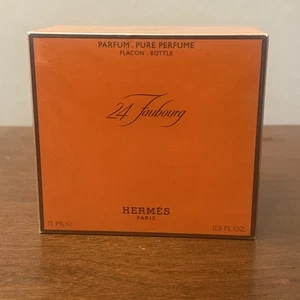 PARFUM . PURE PERFUME
FLACON . BOTTLE
24 Faubourg
HERMÈS
PARIS
15 ML℮ 0.5 FL.OZ.